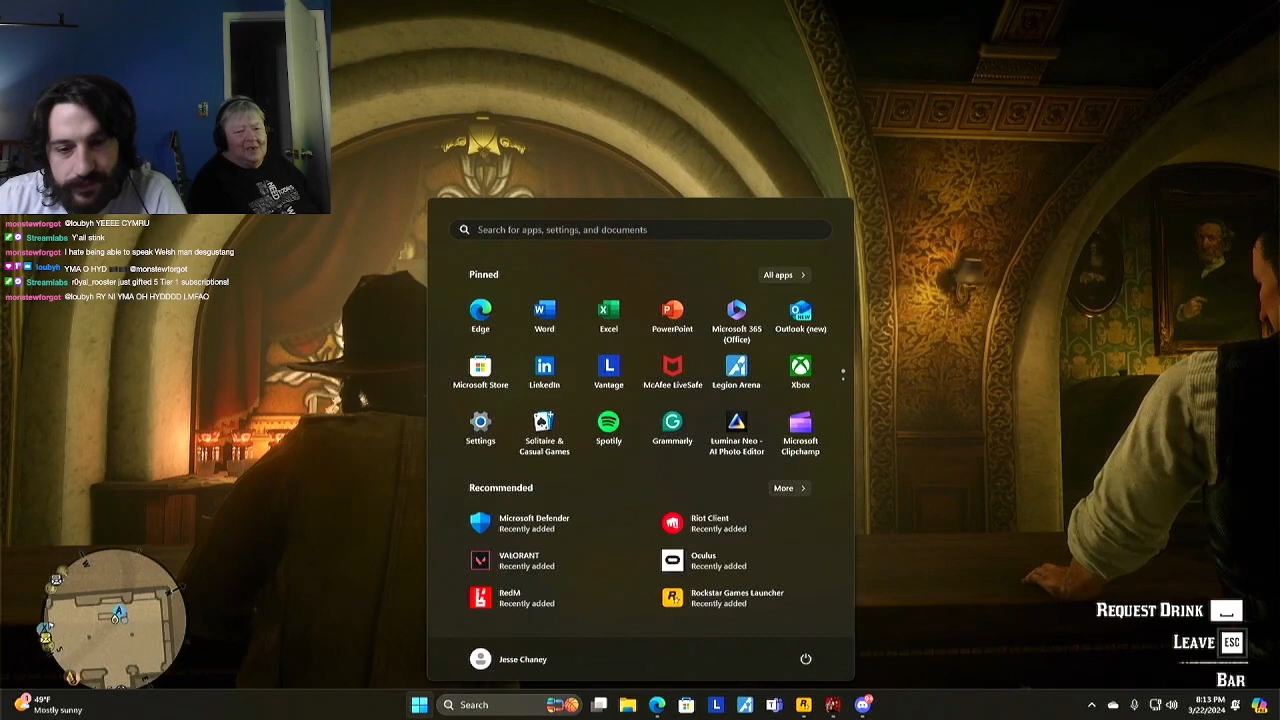 monstewforgot @loubyh YEEEE CYMRU
Streamlabs Y'all stink
monstewforgot I hate being able to speak Welsh man desgustang
loubyh YMA O HYD @monstewforgot
Streamlabs r0yal_rooster just gifted 5 Tier 1 subscriptions!
monstewforgot @loubyh RY NI YMA OH HYDDDD LMFAO
Search for apps, settings, and documents
Pinned
All apps >
Edge
Word
Excel
PowerPoint
Microsoft 365 (Office)
Outlook (new)
Microsoft Store
LinkedIn
Vantage
McAfee LiveSafe
Legion Arena
Xbox
Settings
Solitaire & Casual Games
Spotify
Grammarly
Luminar Neo - AI Photo Editor
Microsoft Clipchamp
Recommended
More >
Microsoft Defender
Recently added
Riot Client
Recently added
VALORANT
Recently added
Oculus
Recently added
RedM
Recently added
Rockstar Games Launcher
Recently added
Jesse Chaney
REQUEST DRINK
LEAVE ESC
BAR
49°F
Mostly sunny
Search
8:13 PM
3/22/2024